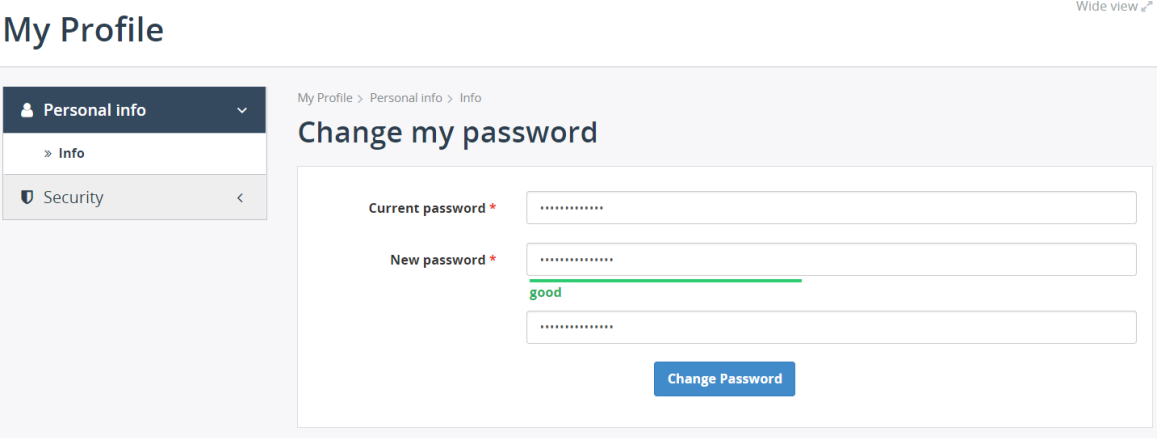 Wide view
My Profile
Personal info
» Info
Security
My Profile > Personal info > Info
Change my password
Current password *
•••••••••••••
New password *
•••••••••••••••
good
•••••••••••••••
Change Password